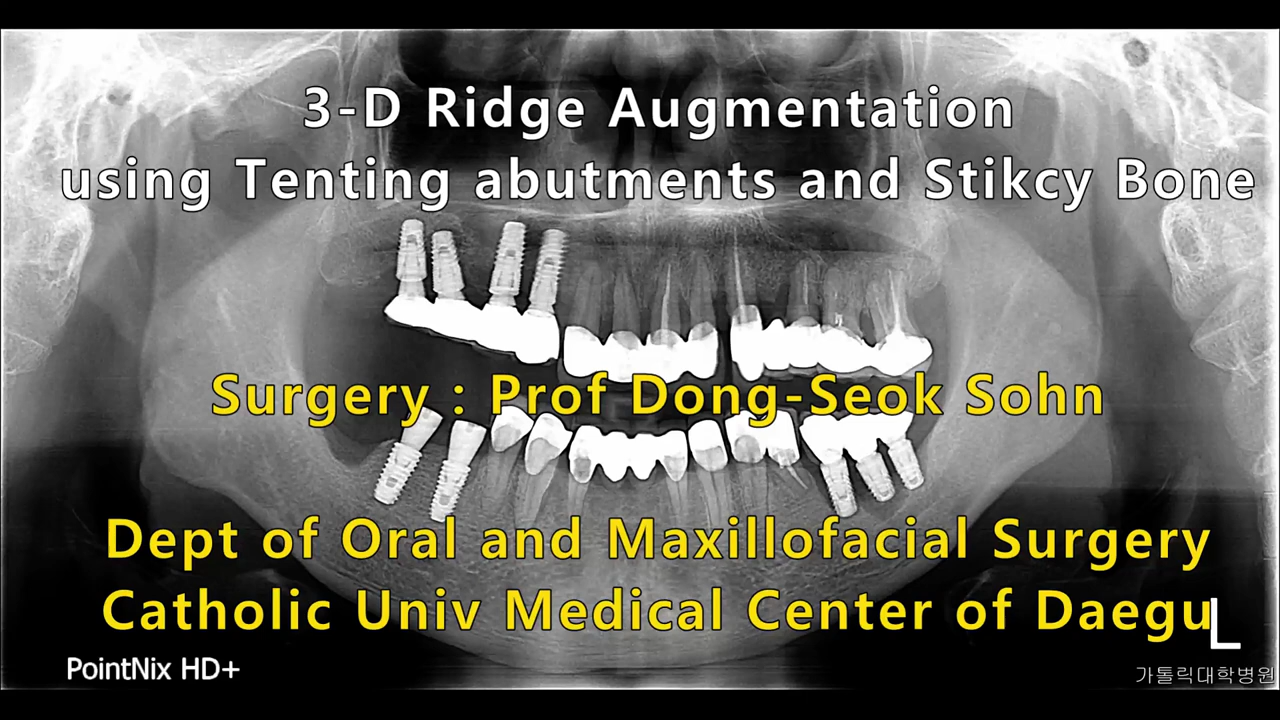 3-D Ridge Augmentation
using Tenting abutments and Stikcy Bone
Surgery : Prof Dong-Seok Sohn
Dept of Oral and Maxillofacial Surgery
Catholic Univ Medical Center of Daegu
L
PointNix HD+
가톨릭대학병원